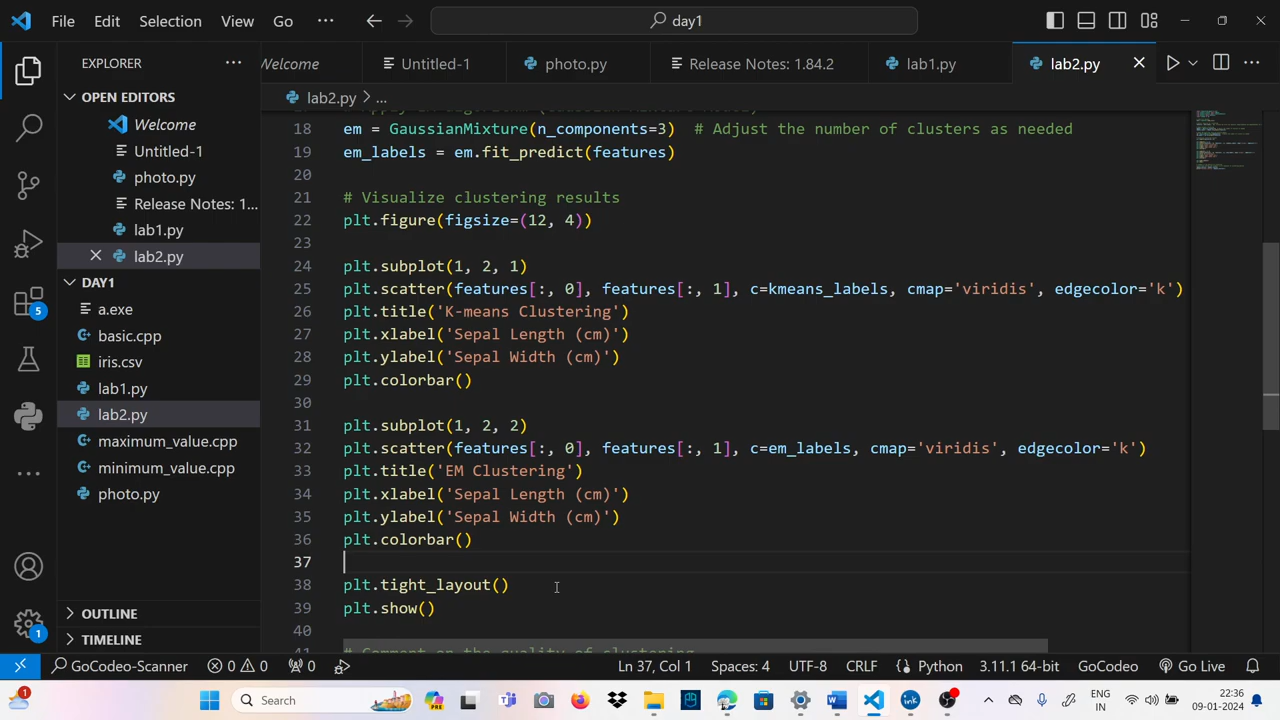 File Edit Selection View Go ··· day1
EXPLORER ···
OPEN EDITORS
Welcome
Untitled-1
photo.py
Release Notes: 1...
lab1.py
lab2.py
DAY1
a.exe
basic.cpp
iris.csv
lab1.py
lab2.py
maximum_value.cpp
minimum_value.cpp
photo.py
OUTLINE
TIMELINE
5
1
Welcome Untitled-1 photo.py Release Notes: 1.84.2 lab1.py lab2.py
lab2.py > ...
18 em = GaussianMixture(n_components=3)  # Adjust the number of clusters as needed
19 em_labels = em.fit_predict(features)
20
21 # Visualize clustering results
22 plt.figure(figsize=(12, 4))
23
24 plt.subplot(1, 2, 1)
25 plt.scatter(features[:, 0], features[:, 1], c=kmeans_labels, cmap='viridis', edgecolor='k')
26 plt.title('K-means Clustering')
27 plt.xlabel('Sepal Length (cm)')
28 plt.ylabel('Sepal Width (cm)')
29 plt.colorbar()
30
31 plt.subplot(1, 2, 2)
32 plt.scatter(features[:, 0], features[:, 1], c=em_labels, cmap='viridis', edgecolor='k')
33 plt.title('EM Clustering')
34 plt.xlabel('Sepal Length (cm)')
35 plt.ylabel('Sepal Width (cm)')
36 plt.colorbar()
37
38 plt.tight_layout()
39 plt.show()
40
# Comment on the quality of clustering
GoCodeo-Scanner 0 0 0 Ln 37, Col 1 Spaces: 4 UTF-8 CRLF Python 3.11.1 64-bit GoCodeo Go Live
1 Search PRE ENG 22:36
IN 09-01-2024